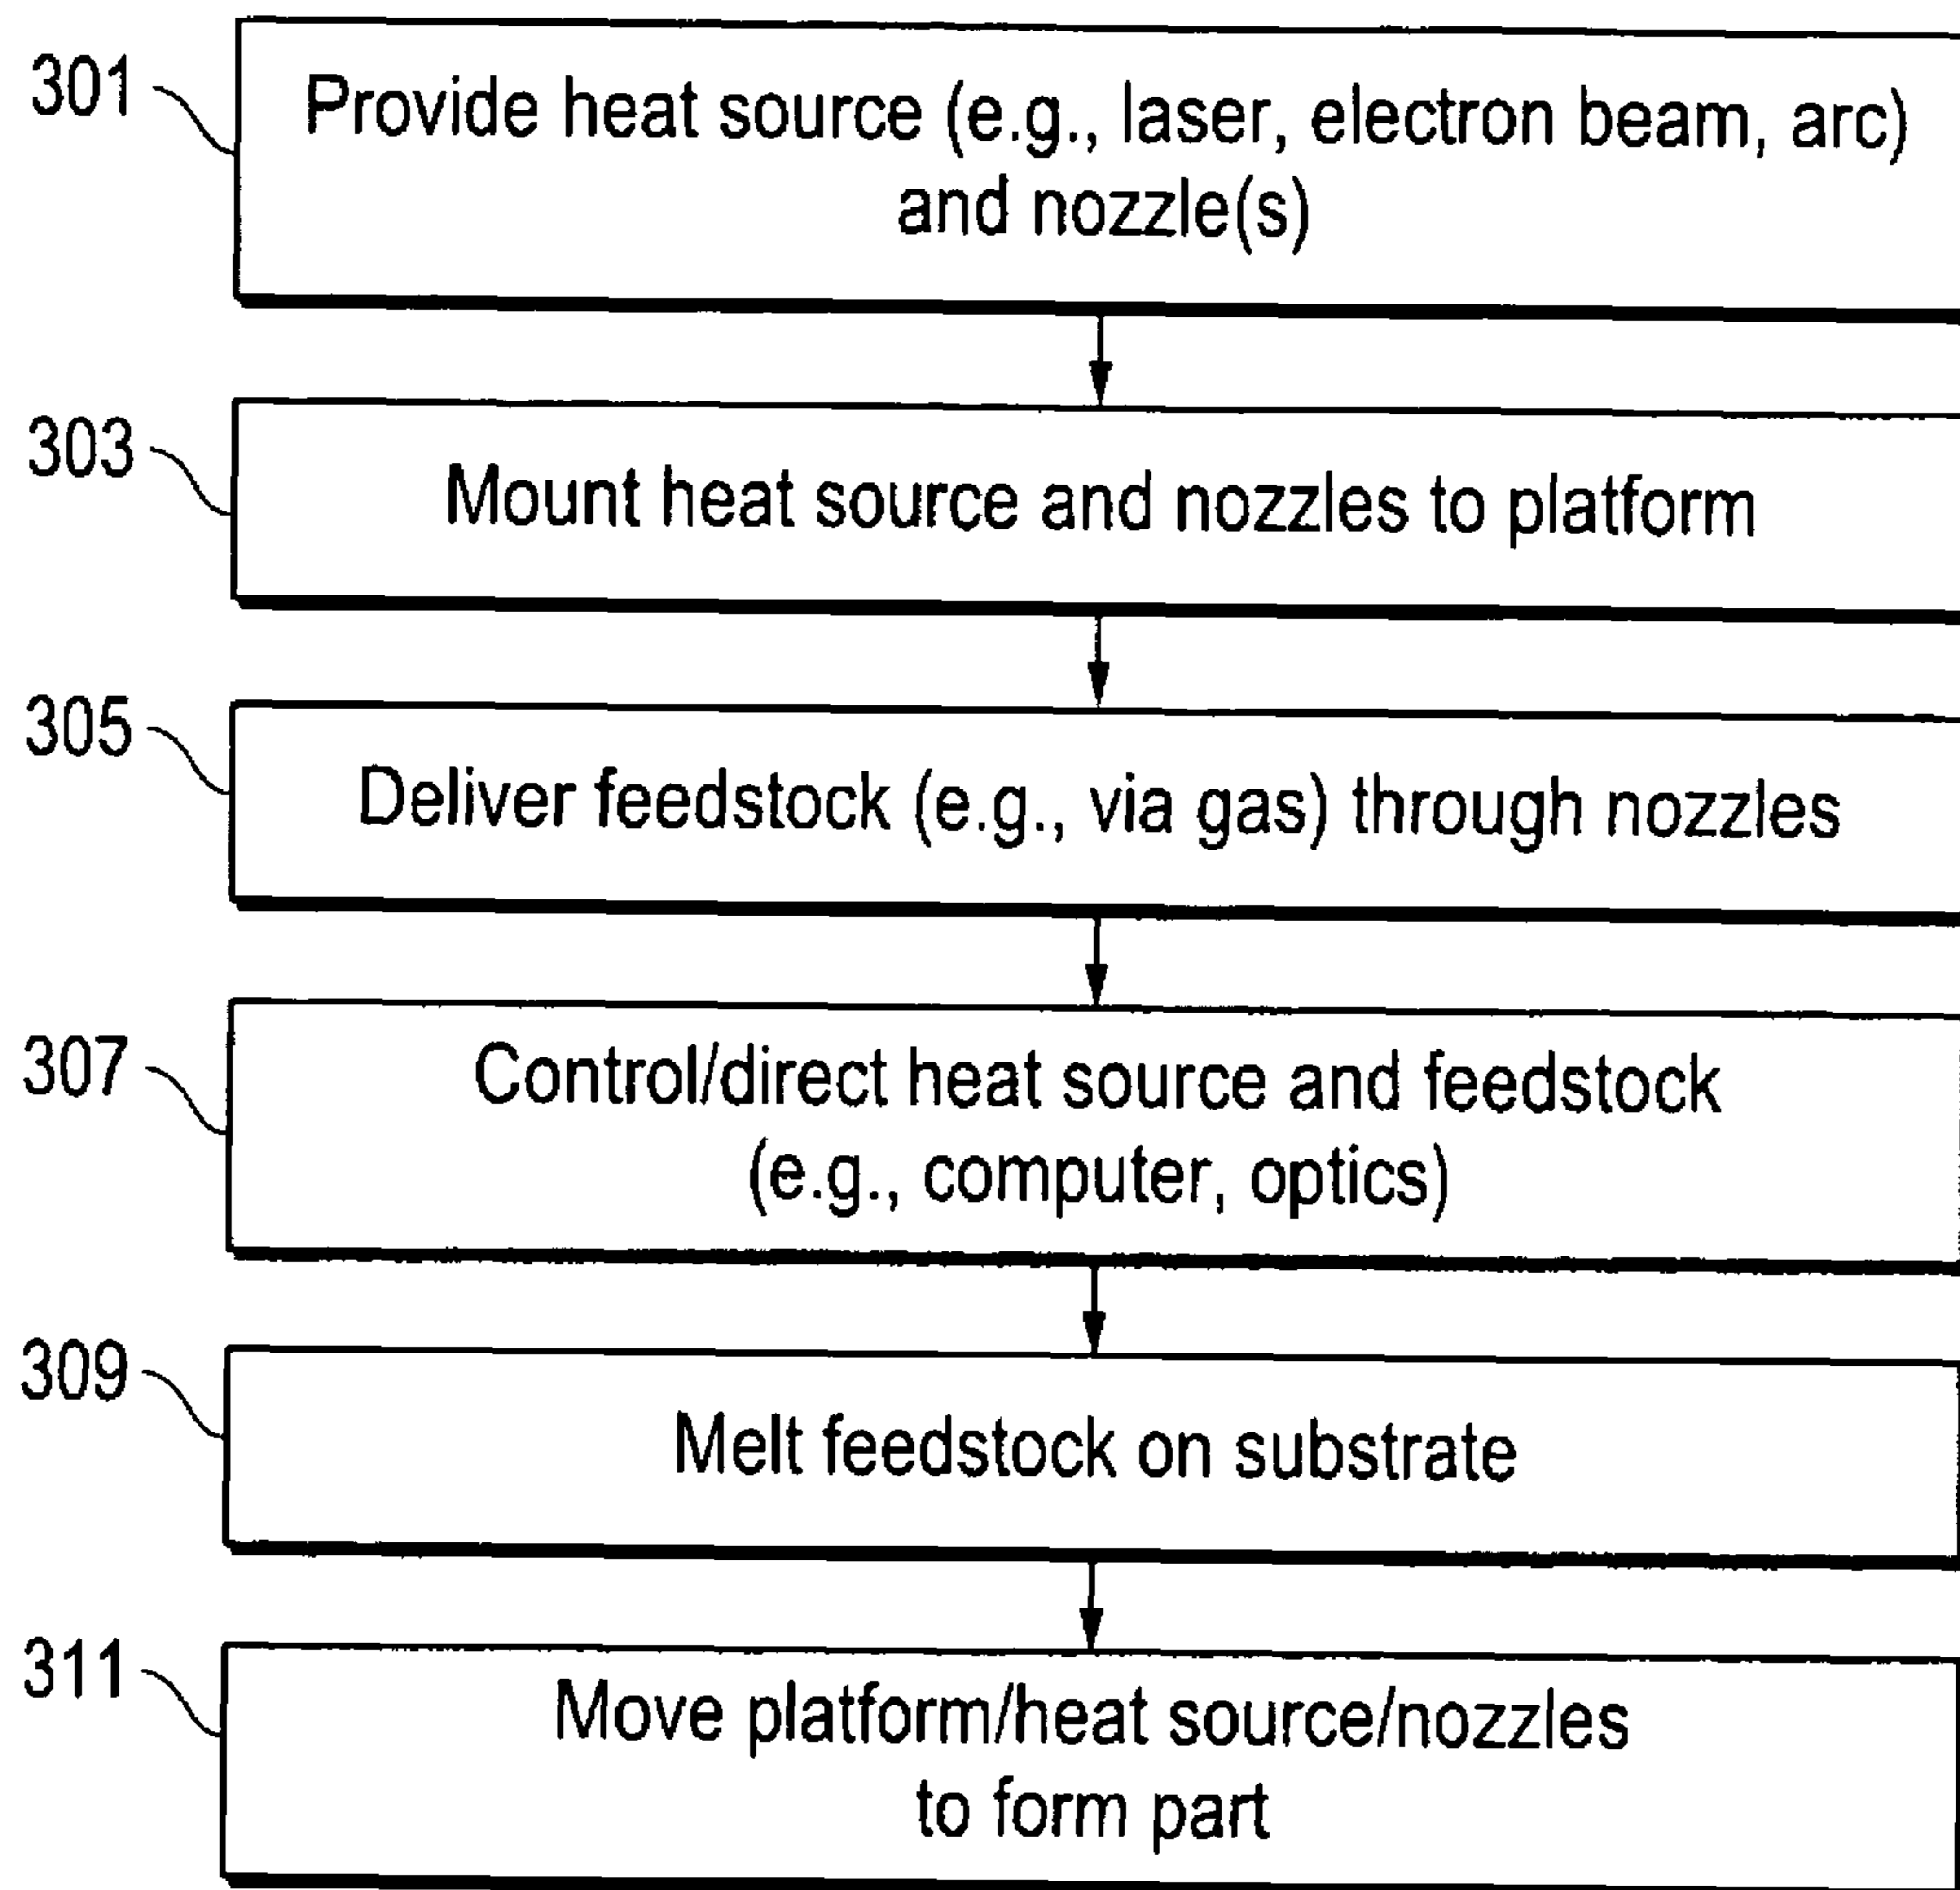 301
Provide heat source (e.g., laser, electron beam, arc)
and nozzle(s)
303
Mount heat source and nozzles to platform
305
Deliver feedstock (e.g., via gas) through nozzles
307
Control/direct heat source and feedstock
(e.g., computer, optics)
309
Melt feedstock on substrate
311
Move platform/heat source/nozzles
to form part